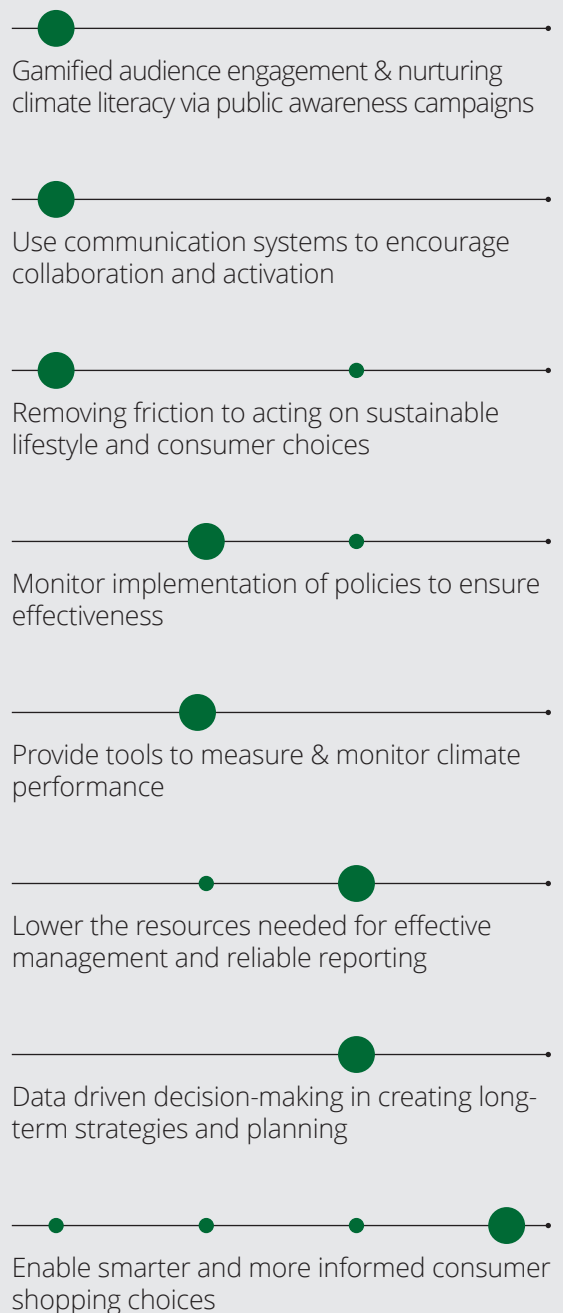 Gamified audience engagement & nurturing
climate literacy via public awareness campaigns
Use communication systems to encourage
collaboration and activation
Removing friction to acting on sustainable
lifestyle and consumer choices
Monitor implementation of policies to ensure
effectiveness
Provide tools to measure & monitor climate
performance
Lower the resources needed for effective
management and reliable reporting
Data driven decision-making in creating long-
term strategies and planning
Enable smarter and more informed consumer
shopping choices